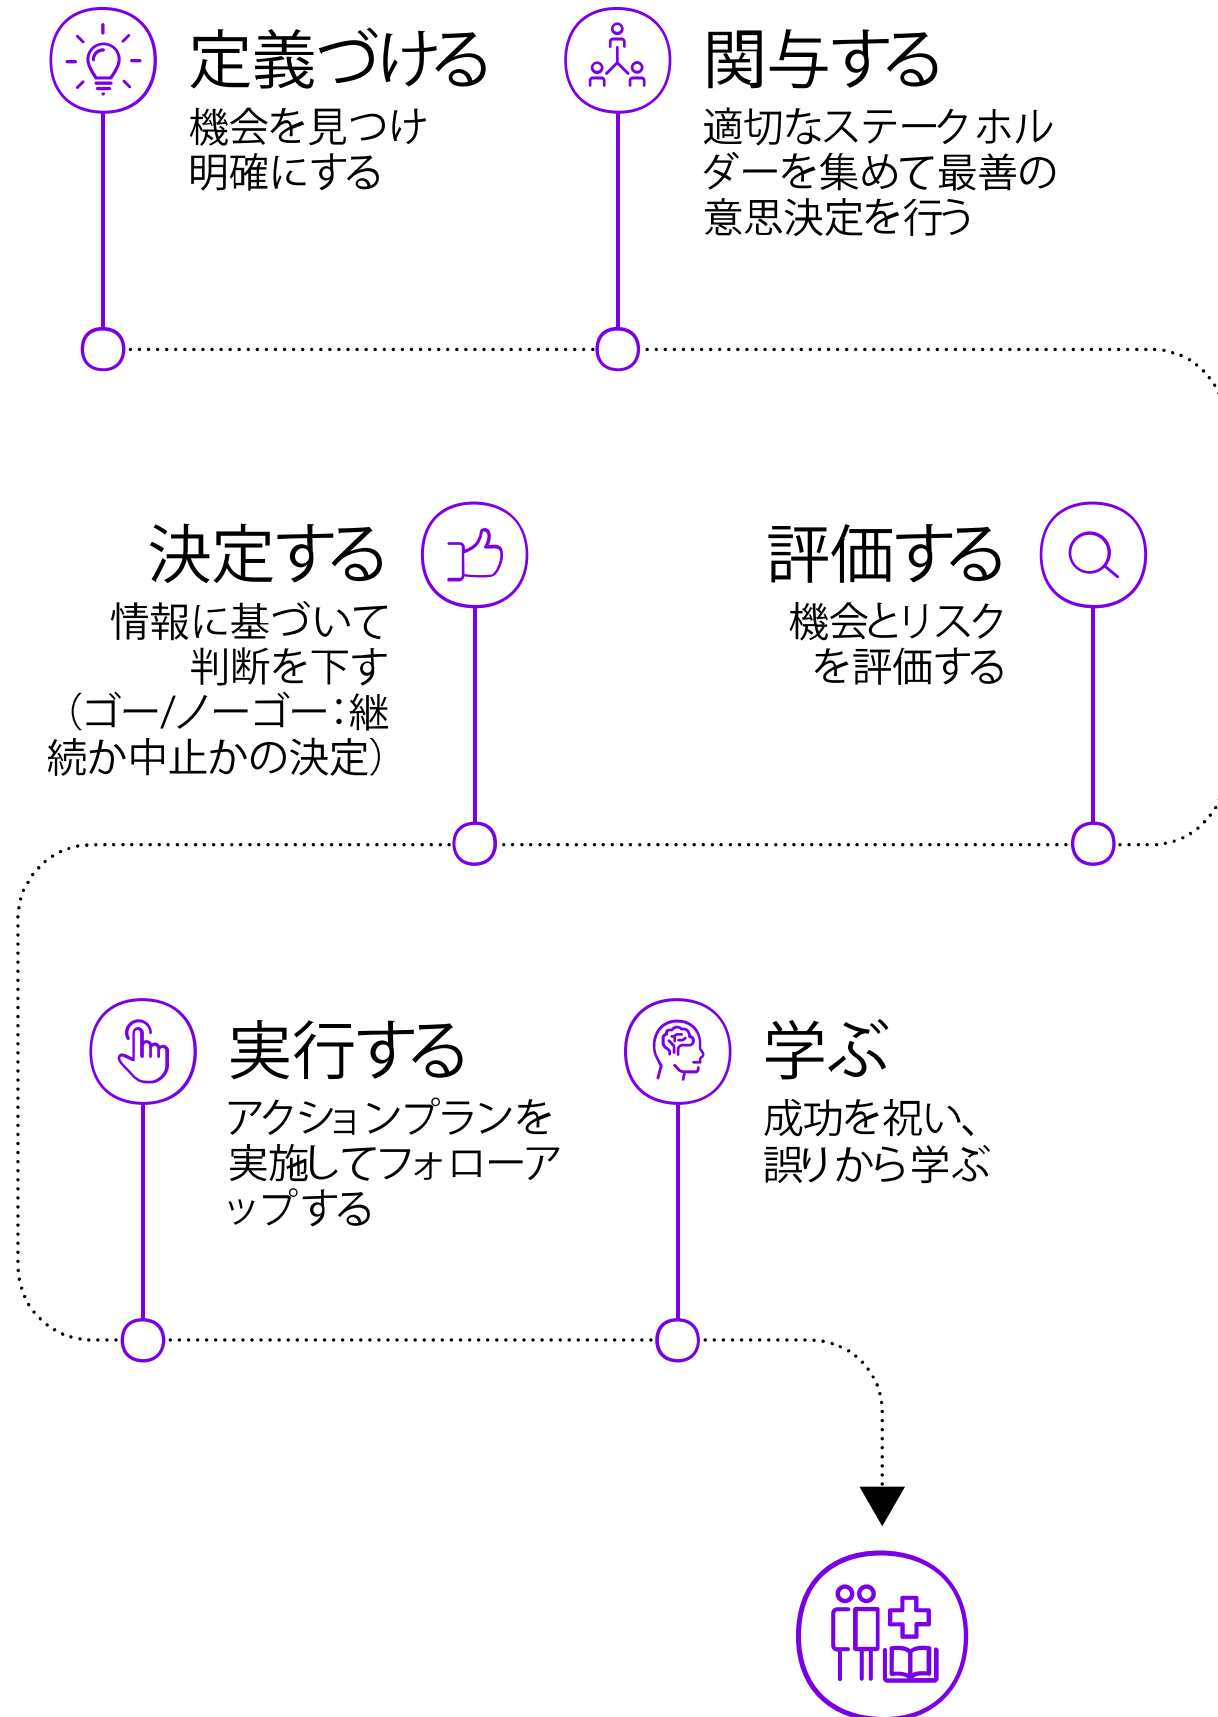 定義づける
機会を見つけ
明確にする
関与する
適切なステークホル
ダーを集めて最善の
意思決定を行う
評価する
機会とリスク
を評価する
決定する
情報に基づいて
判断を下す
（ゴー/ノーゴー：継
続か中止かの決定）
実行する
アクションプランを
実施してフォローア
ップする
学ぶ
成功を祝い、
誤りから学ぶ